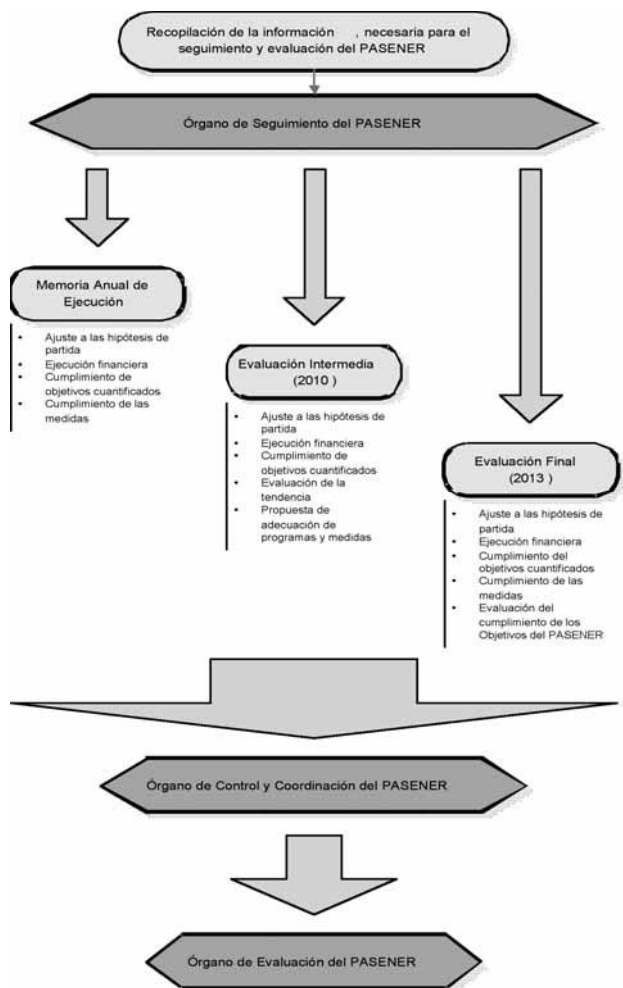 Recopilación de la información , necesaria para el
seguimiento y evaluación del PASENER
Órgano de Seguimiento del PASENER
Memoria Anual de
Ejecución
• Ajuste a las hipótesis de
partida
• Ejecución financiera
• Cumplimiento de
objetivos cuantificados
• Cumplimiento de las
medidas
Evaluación Intermedia
(2010 )
• Ajuste a las hipótesis de
partida
• Ejecución financiera
• Cumplimiento de
objetivos cuantificados
• Evaluación de la
tendencia
• Propuesta de
adecuación de
programas y medidas
Evaluación Final
(2013 )
• Ajuste a las hipótesis de
partida
• Ejecución financiera
• Cumplimiento del
objetivos cuantificados
• Cumplimiento de las
medidas
• Evaluación del
cumplimiento de los
Objetivos del PASENER
Órgano de Control y Coordinación del PASENER
Órgano de Evaluación del PASENER